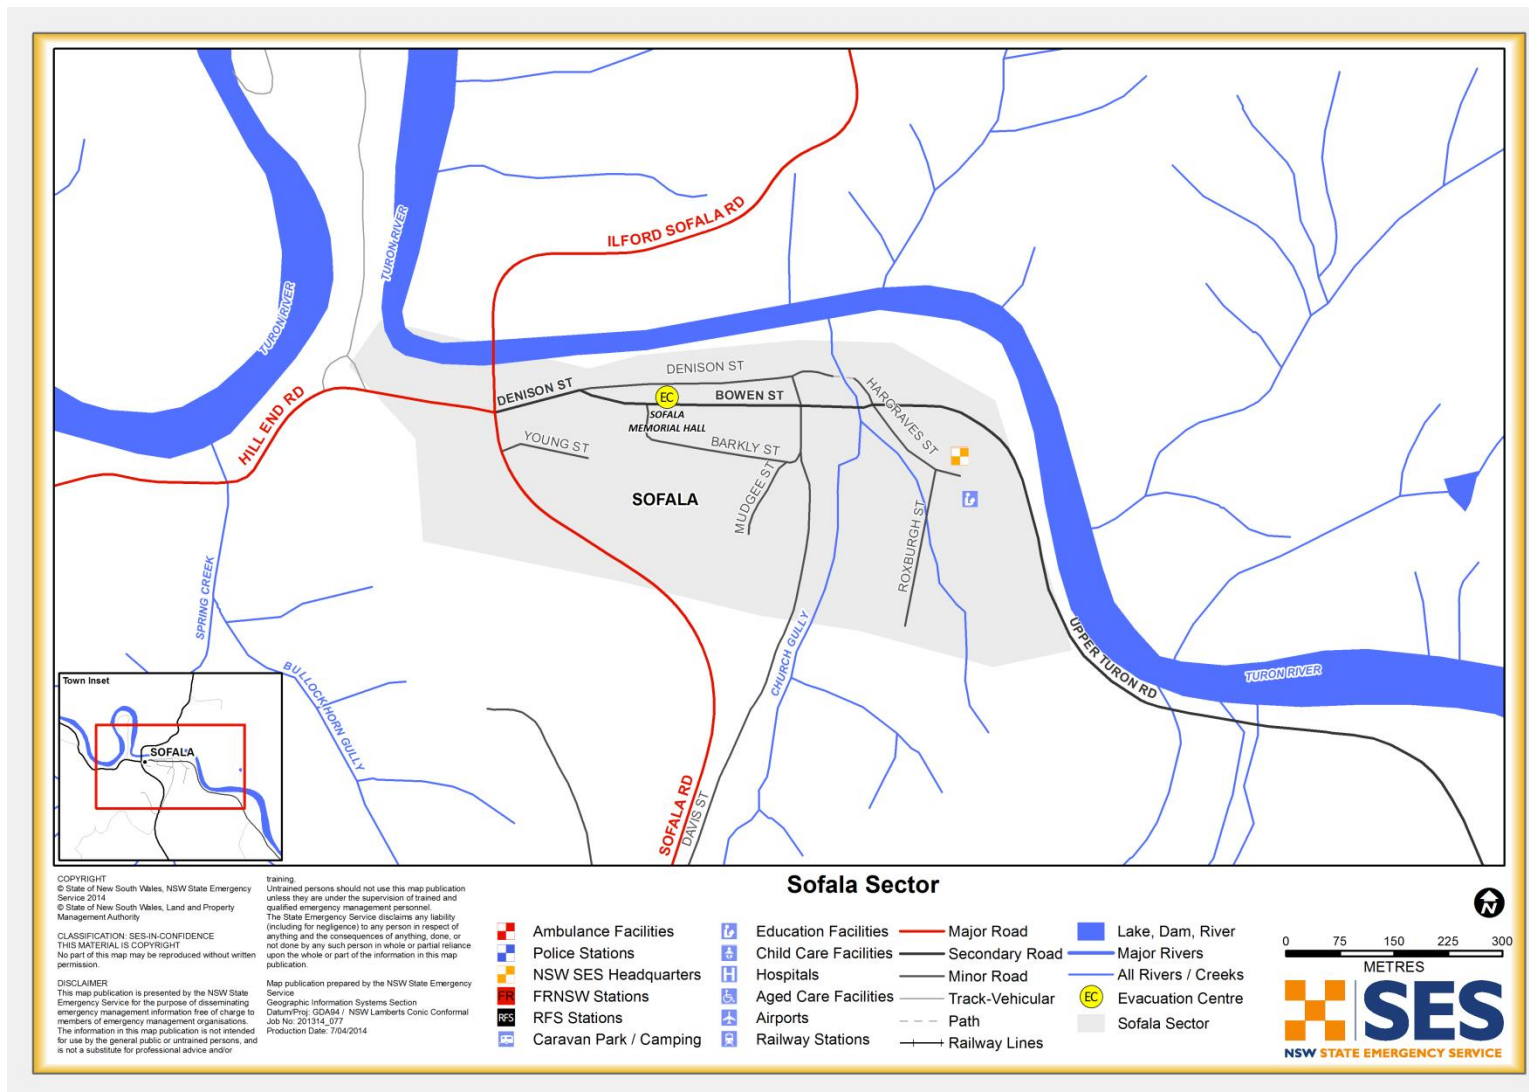 ILFORD SOFALA RD
TURON RIVER
TURON RIVER
HILL END RD
DENISON ST
DENISON ST
BOWEN ST
EC
SOFALA
MEMORIAL HALL
HARGRAVES ST
YOUNG ST
BARKLY ST
MUDGEE ST
SOFALA
ROXBURGH ST
SPRING CREEK
BULLOCK HORN GULLY
CHURCH GULLY
UPPER TURON RD
TURON RIVER
SOFALA RD
DAVIS ST
Town Inset
SOFALA
COPYRIGHT
© State of New South Wales, NSW State Emergency
Service 2014
© State of New South Wales, Land and Property
Management Authority
CLASSIFICATION: SES-IN-CONFIDENCE
THIS MATERIAL IS COPYRIGHT
No part of this map may be reproduced without written
permission.
DISCLAIMER
This map publication is presented by the NSW State
Emergency Service for the purpose of disseminating
emergency management information free of charge to
members of emergency management organisations.
The information in this map publication is not intended
for use by the general public or untrained persons, and
is not a substitute for professional advice and/or
training.
Untrained persons should not use this map publication
unless they are under the supervision of trained and
qualified emergency management personnel.
The State Emergency Service disclaims any liability
(including for negligence) to any person in respect of
anything and the consequences of anything, done, or
not done by any such person in whole or partial reliance
upon the whole or part of the information in this map
publication.
Map publication prepared by the NSW State Emergency
Service
Geographic Information Systems Section
Datum/Proj: GDA94 / NSW Lamberts Conic Conformal
Job No: 201314_077
Production Date: 7/04/2014
Sofala Sector
Ambulance Facilities
Police Stations
NSW SES Headquarters
FR FRNSW Stations
RFS RFS Stations
Caravan Park / Camping
Education Facilities
Child Care Facilities
H Hospitals
Aged Care Facilities
Airports
Railway Stations
Major Road
Secondary Road
Minor Road
Track-Vehicular
Path
Railway Lines
Lake, Dam, River
Major Rivers
All Rivers / Creeks
EC Evacuation Centre
Sofala Sector
N
0 75 150 225 300
METRES
SES
NSW STATE EMERGENCY SERVICE